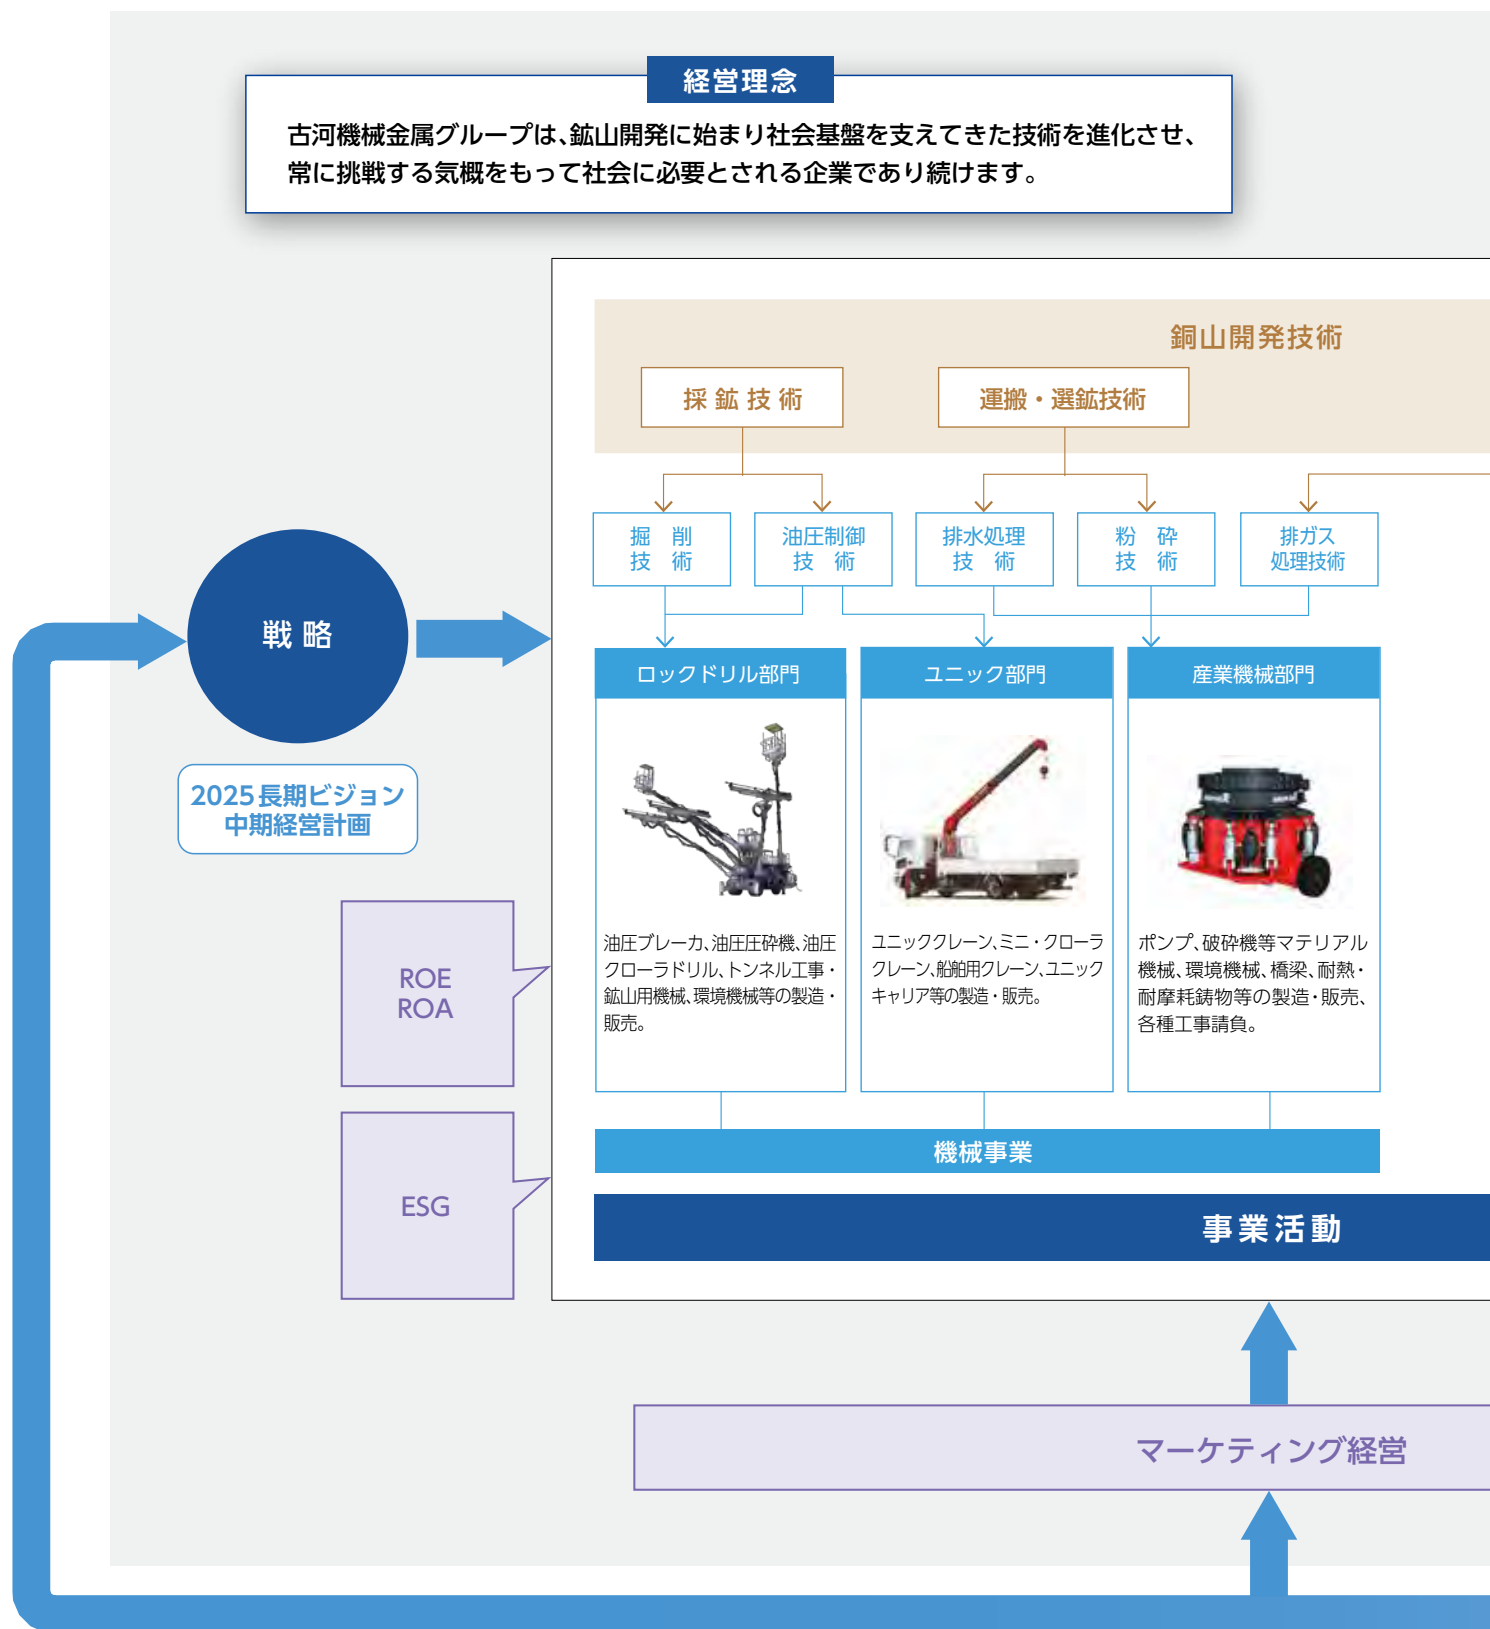 経営理念
古河機械金属グループは、鉱山開発に始まり社会基盤を支えてきた技術を進化させ、
常に挑戦する気概をもって社会に必要とされる企業であり続けます。
銅山開発技術
採鉱技術
運搬・選鉱技術
掘削
技術
油圧制御
技術
排水処理
技術
粉砕
技術
排ガス
処理技術
戦略
2025長期ビジョン
中期経営計画
ロックドリル部門
油圧ブレーカ、油圧圧砕機、油圧
クローラドリル、トンネル工事・
鉱山用機械、環境機械等の製造・
販売。
ユニック部門
ユニッククレーン、ミニ・クローラ
クレーン、船舶用クレーン、ユニック
キャリア等の製造・販売。
産業機械部門
ポンプ、破砕機等マテリアル
機械、環境機械、橋梁、耐熱・
耐摩耗鋳物等の製造・販売、
各種工事請負。
ROE
ROA
ESG
機械事業
事業活動
マーケティング経営